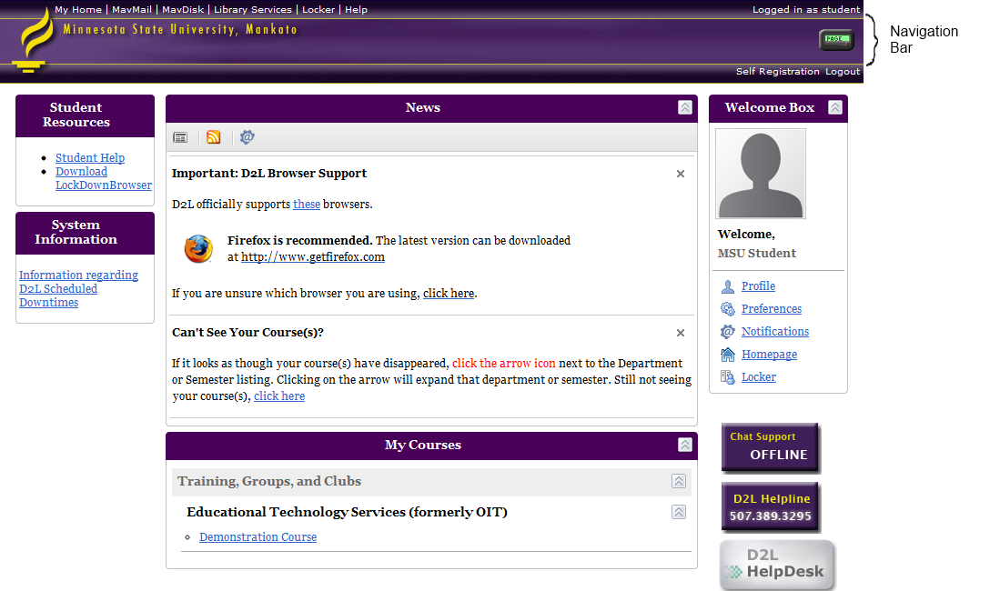 My Home | MavMail | MavDisk | Library Services | Locker | Help
Logged in as student
Minnesota State University, Mankato
PAGE
Navigation
Bar
Self Registration Logout
Student
Resources
Student Help
Download
LockDownBrowser
System
Information
Information regarding
D2L Scheduled
Downtimes
News
Important: D2L Browser Support
D2L officially supports these browsers.
Firefox is recommended. The latest version can be downloaded
at http://www.getfirefox.com
If you are unsure which browser you are using, click here.
Can't See Your Course(s)?
If it looks as though your course(s) have disappeared, click the arrow icon next to the Department
or Semester listing. Clicking on the arrow will expand that department or semester. Still not seeing
your course(s), click here
My Courses
Training, Groups, and Clubs
Educational Technology Services (formerly OIT)
Demonstration Course
Welcome Box
Welcome,
MSU Student
Profile
Preferences
Notifications
Homepage
Locker
Chat Support
OFFLINE
D2L Helpline
507.389.3295
D2L
HelpDesk